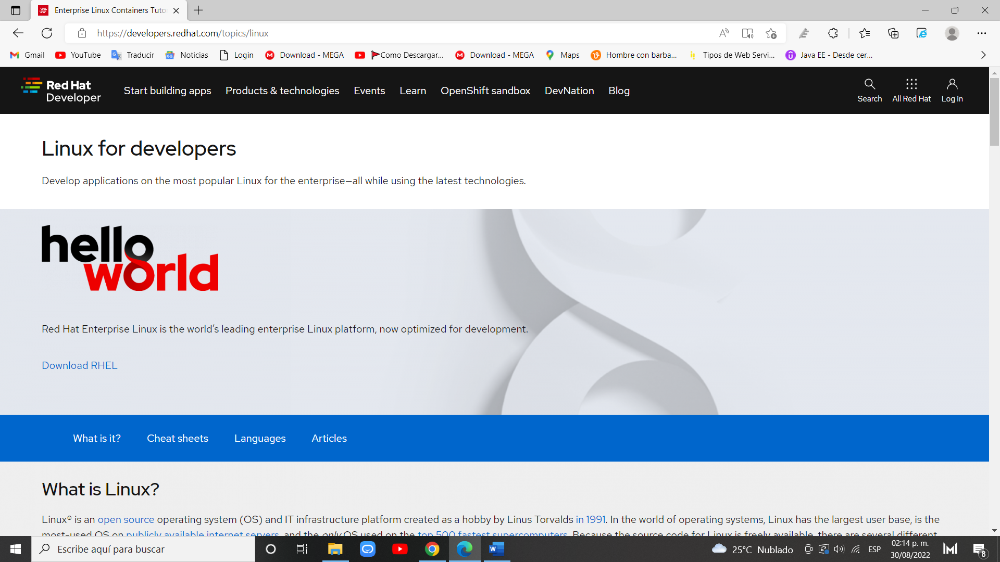 Enterprise Linux Containers Tuto
https://developers.redhat.com/topics/linux
Gmail YouTube Traducir Noticias Login Download - MEGA Como Descargar... Download - MEGA Maps Hombre con barba... Tipos de Web Servi... Java EE - Desde cer...
Red Hat
Developer
Start building apps Products & technologies Events Learn OpenShift sandbox DevNation Blog
Search All Red Hat Log in
Linux for developers
Develop applications on the most popular Linux for the enterprise—all while using the latest technologies.
hello
world
Red Hat Enterprise Linux is the world’s leading enterprise Linux platform, now optimized for development.
Download RHEL
What is it? Cheat sheets Languages Articles
What is Linux?
Linux® is an open source operating system (OS) and IT infrastructure platform created as a hobby by Linus Torvalds in 1991. In the world of operating systems, Linux has the largest user base, is the
most-used OS on publicly available internet servers, and the only OS used on the top 500 fastest supercomputers. Because the source code for Linux is freely available, there are several different
Escribe aquí para buscar
25°C Nublado
ESP
02:14 p. m.
30/08/2022
8